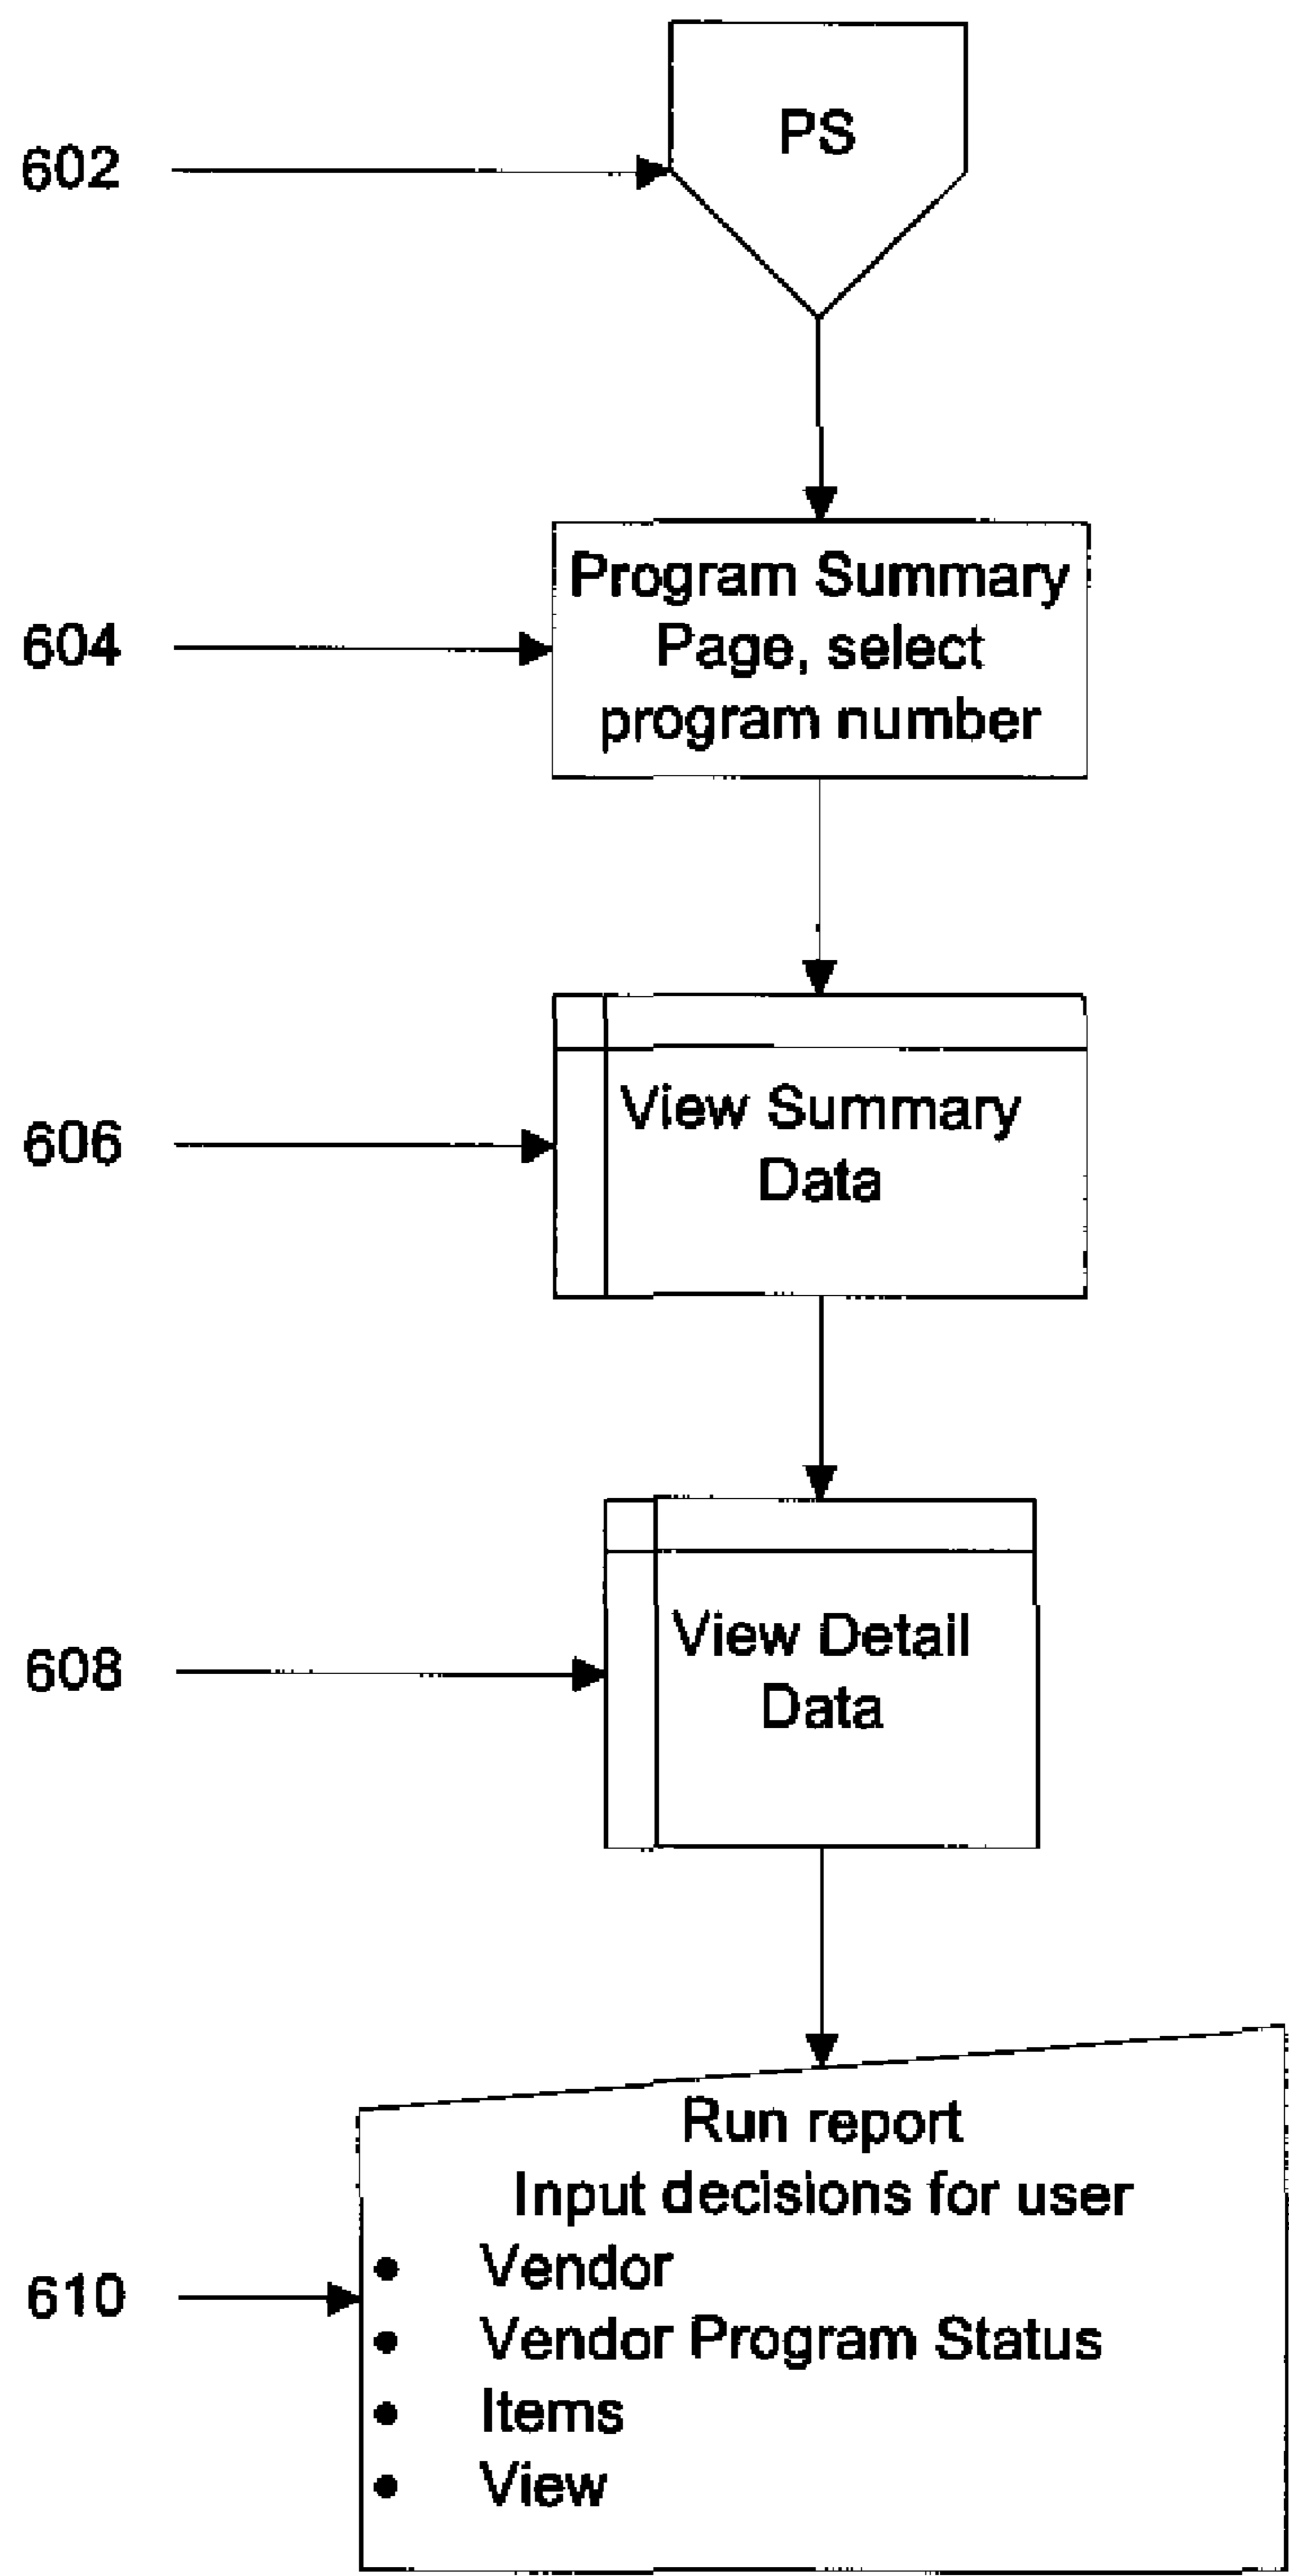 602
PS
604
Program Summary
Page, select
program number
606
View Summary
Data
608
View Detail
Data
610
Run report
Input decisions for user
• Vendor
• Vendor Program Status
• Items
• View